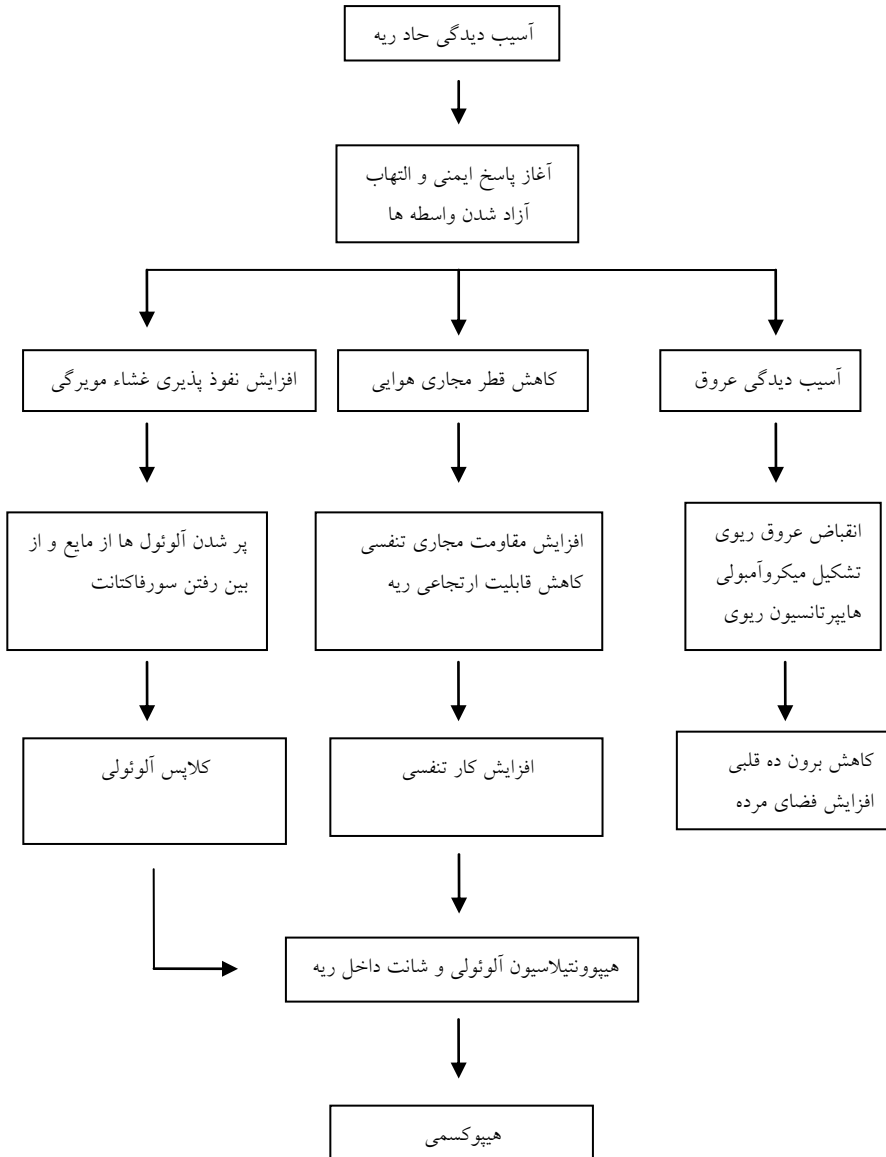 آسیب دیدگی حاد ریه
آغاز پاسخ ایمنی و التهاب
آزاد شدن واسطه ها
آسیب دیدگی عروق
کاهش قطر مجاری هوایی
افزایش نفوذ پذیری غشاء مویرگی
انقباض عروق ریوی
تشکیل میکروآمبولی
هایپرتانسیون ریوی
افزایش مقاومت مجاری تنفسی
کاهش قابلیت ارتجاعی ریه
پر شدن آلوئول ها از مایع و از
بین رفتن سورفاکتانت
کاهش برون ده قلبی
افزایش فضای مرده
افزایش کار تنفسی
کلاپس آلوئولی
هیپوونتیلاسیون آلوئولی و شانت داخل ریه
هیپوکسمی